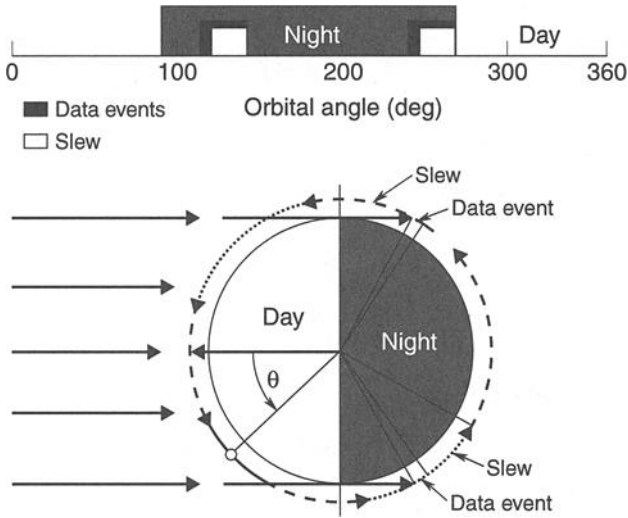 Night
Day
0 100 200 300 360
Orbital angle (deg)
Data events
Slew
Slew
Data event
Day
Night
θ
Slew
Data event